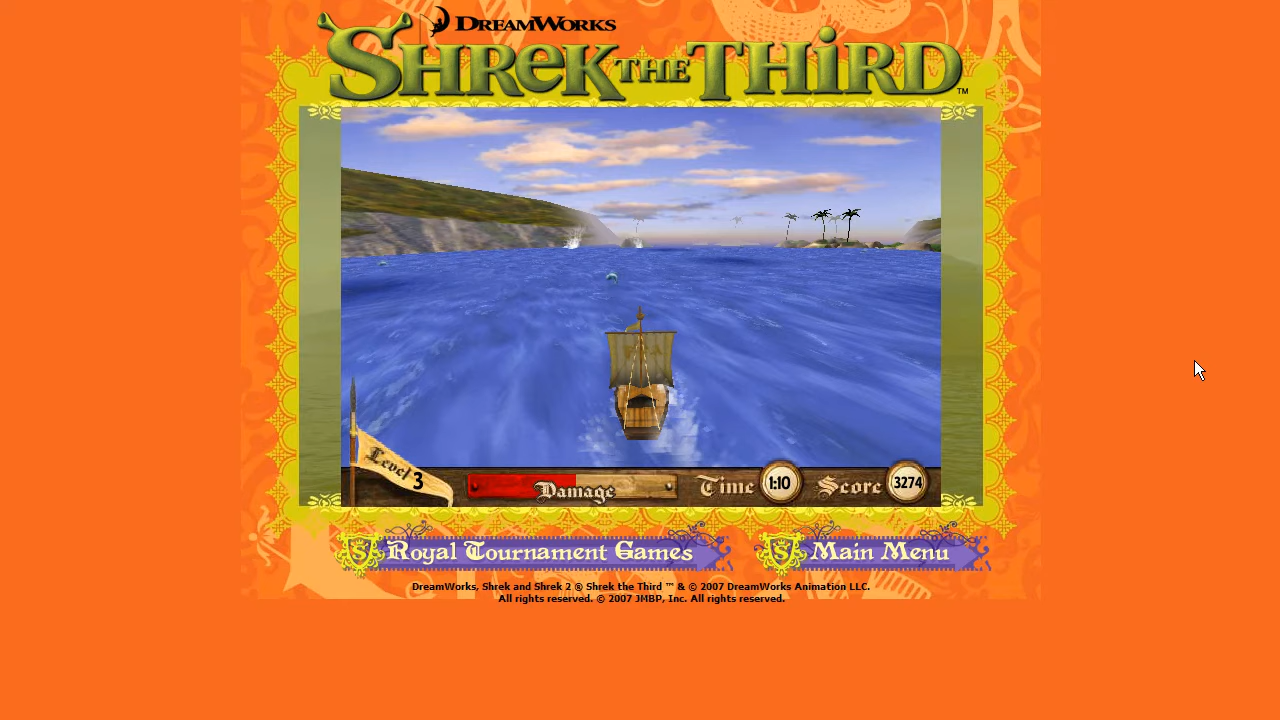 DREAMWORKS
SHREK THE THIRD™
Level 3
Damage
Time 1:10
Score 3274
S Royal Tournament Games
S Main Menu
DreamWorks, Shrek and Shrek 2 ® Shrek the Third ™ & © 2007 DreamWorks Animation LLC.
All rights reserved. © 2007 JMBP, Inc. All rights reserved.